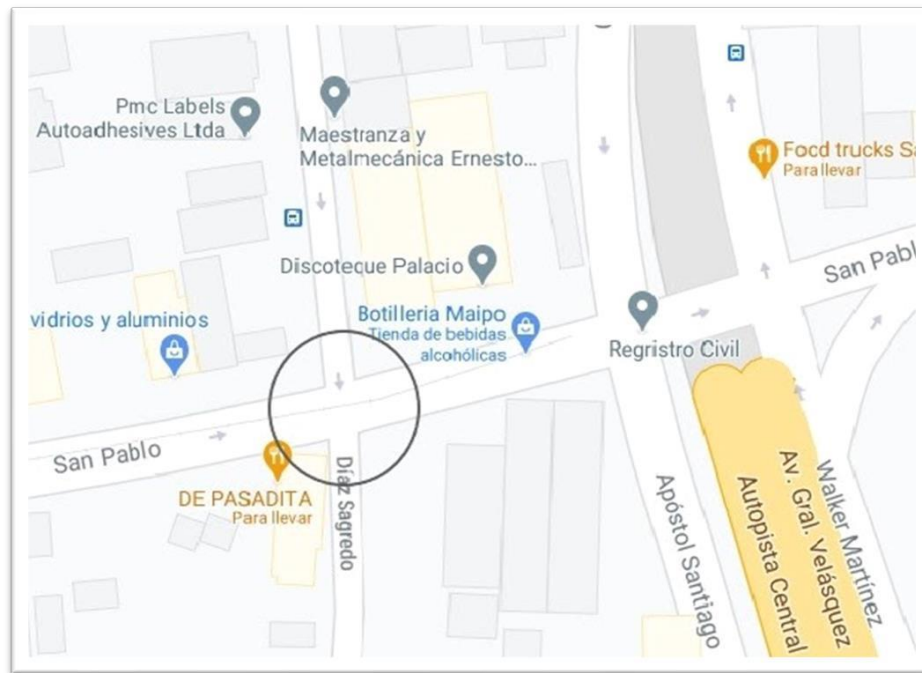 Pmc Labels
Autoadhesives Ltda
Maestranza y
Metalmecánica Ernesto...
Focd trucks Sa
Para llevar
San Pabl
Discoteque Palacio
vidrios y aluminios
Botilleria Maipo
Tienda de bebidas
alcohólicas
Regristro Civil
San Pablo
DE PASADITA
Para llevar
Díaz Sagredo
Apóstol Santiago
Autopista Central
Av. Gral. Velásquez
Walker Martínez